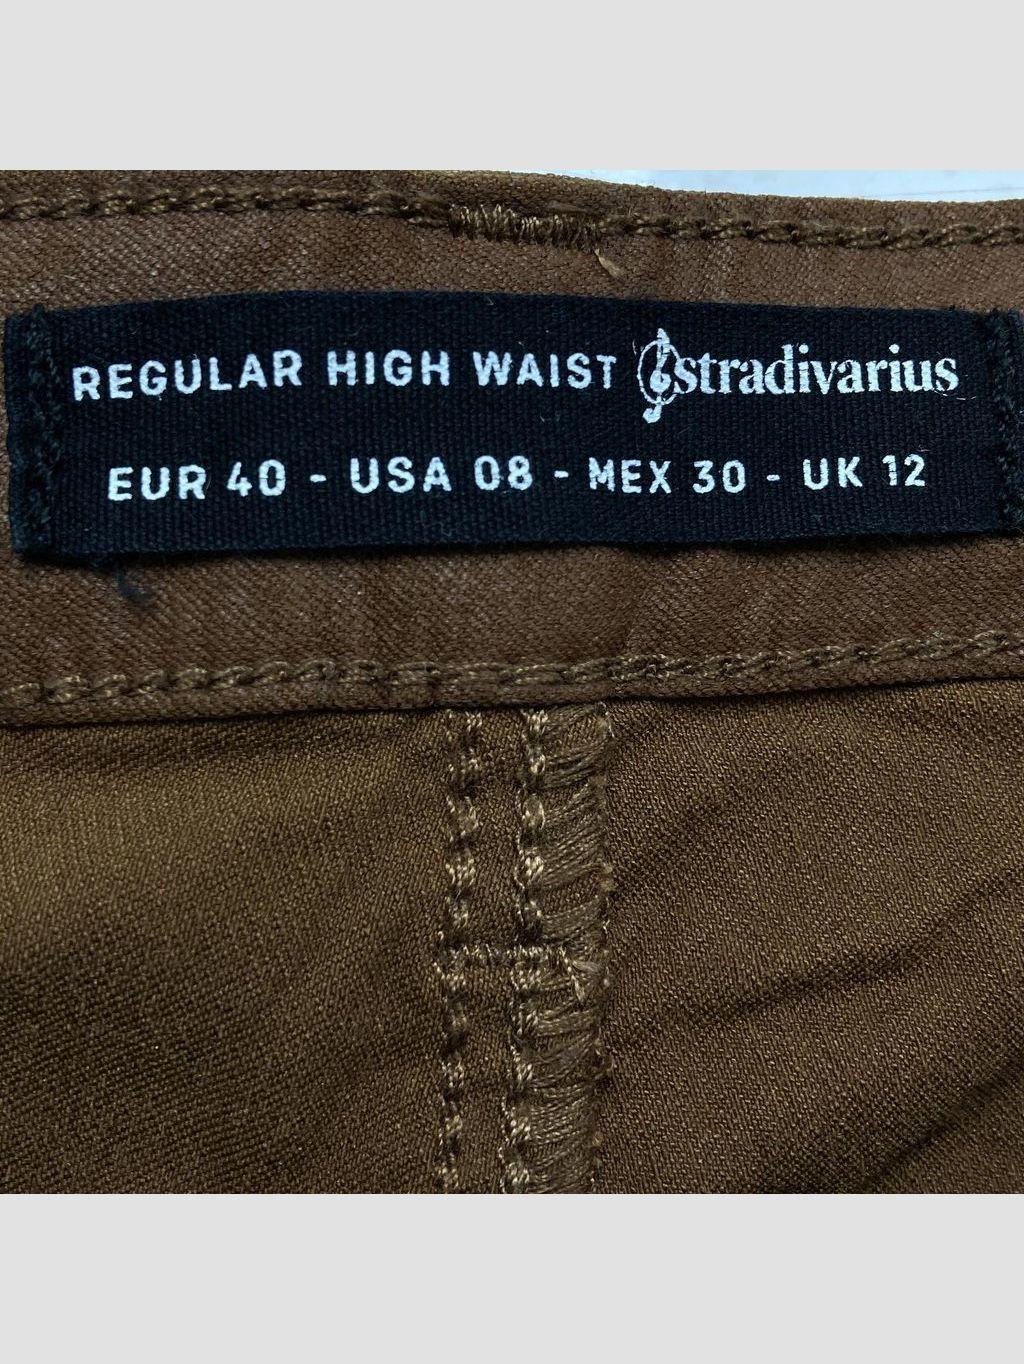 REGULAR HIGH WAIST stradivarius
EUR 40 - USA 08 - MEX 30 - UK 12